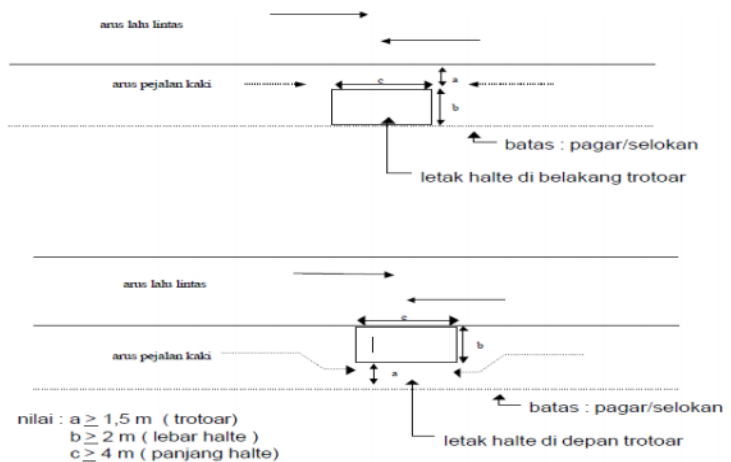 arus lalu lintas
arus pejalan kaki
c
a
b
batas : pagar/selokan
letak halte di belakang trotoar
arus lalu lintas
c
b
arus pejalan kaki
a
batas : pagar/selokan
nilai : a ≥ 1,5 m ( trotoar)
b ≥ 2 m ( lebar halte )
c ≥ 4 m ( panjang halte)
letak halte di depan trotoar